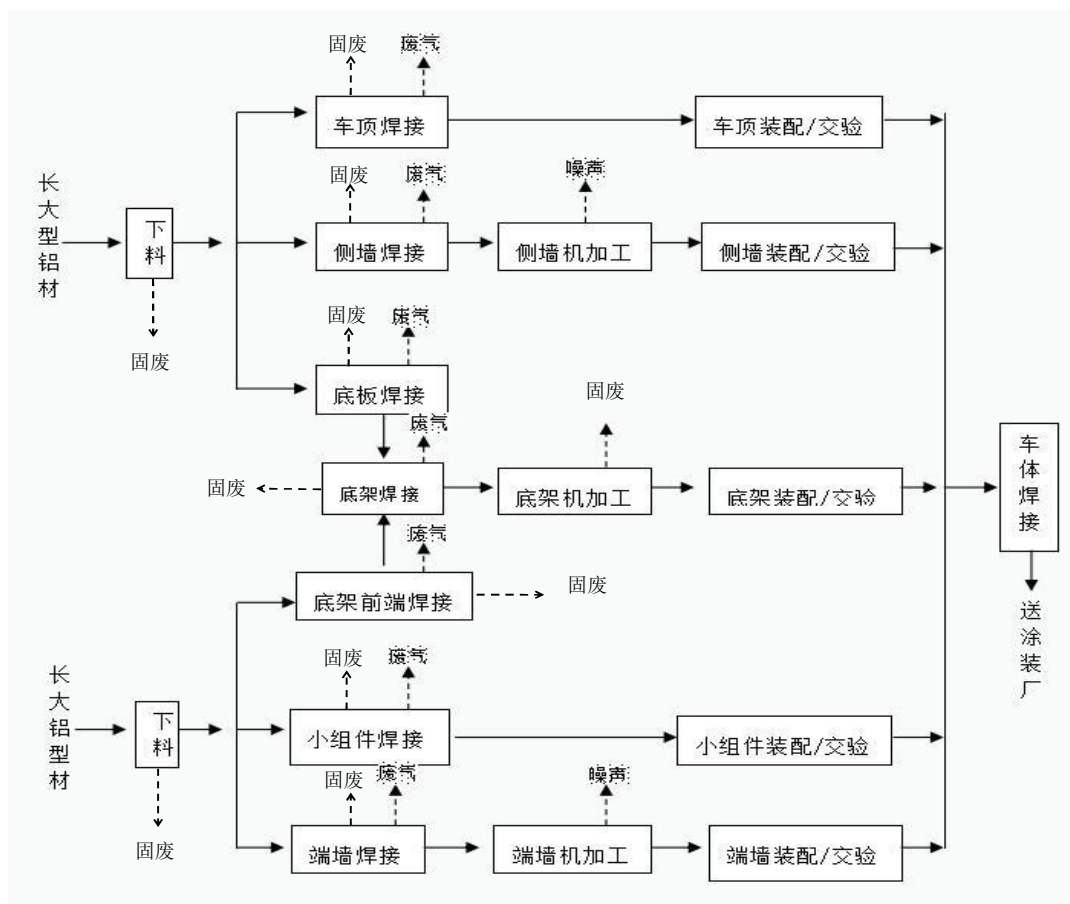 固废
废气
车顶焊接
车顶装配/交验
固废
废气
噪声
长大型铝材
下料
侧墙焊接
侧墙机加工
侧墙装配/交验
固废
固废
废气
底板焊接
固废
废气
固废
底架焊接
底架机加工
底架装配/交验
车体焊接
废气
固废
底架前端焊接
送涂装厂
固废
废气
长大铝型材
下料
小组件焊接
小组件装配/交验
固废
废气
噪声
固废
端墙焊接
端墙机加工
端墙装配/交验